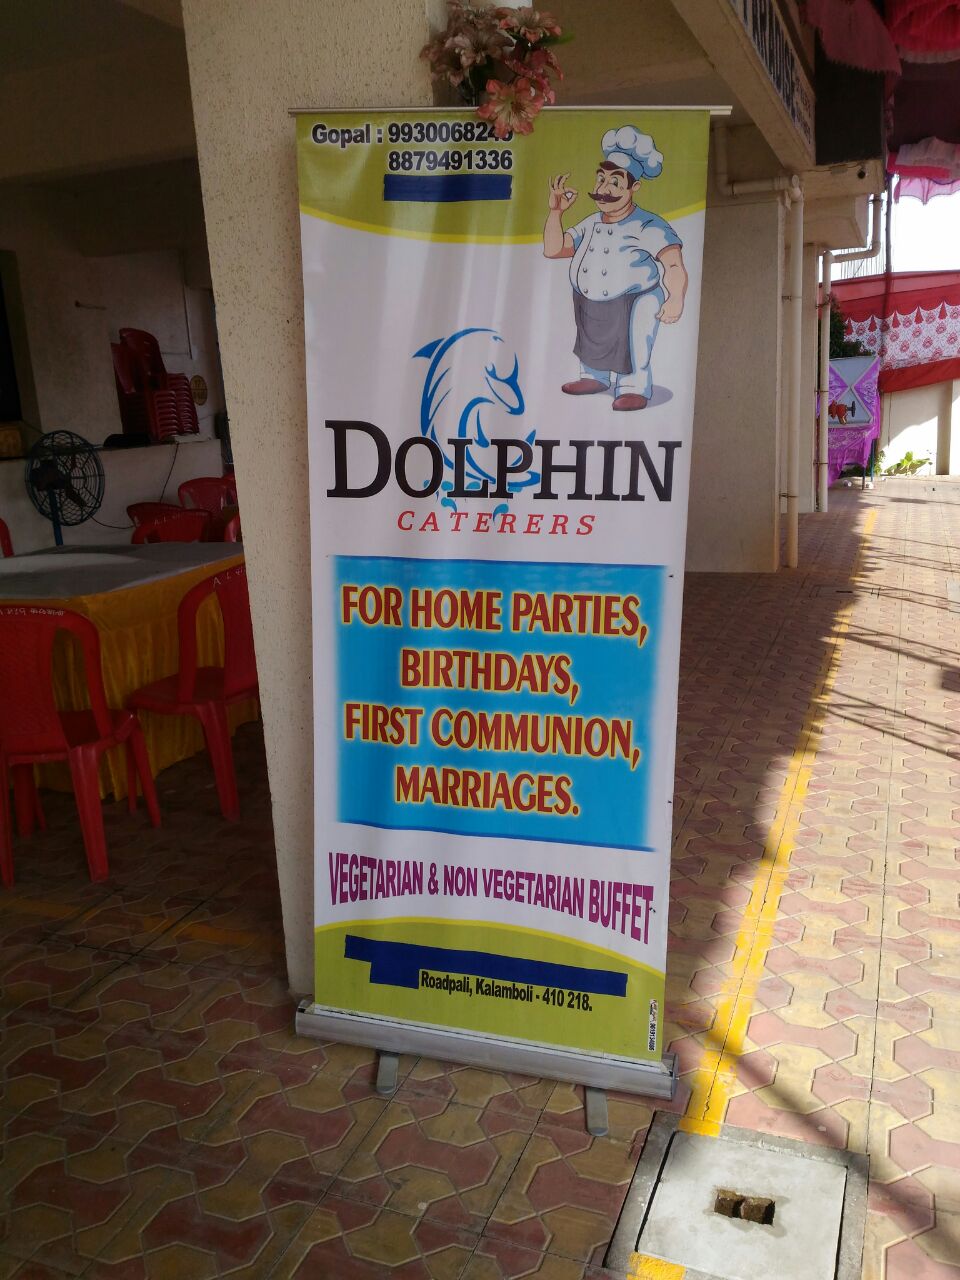 Gopal :
8879491336
DOLPHIN
CATERERS
FOR HOME PARTIES,
BIRTHDAYS,
FIRST COMMUNION,
MARRIAGES.
VEGETARIAN & NON VEGETARIAN BUFFET
Roadpali, Kalamboli - 410 218.